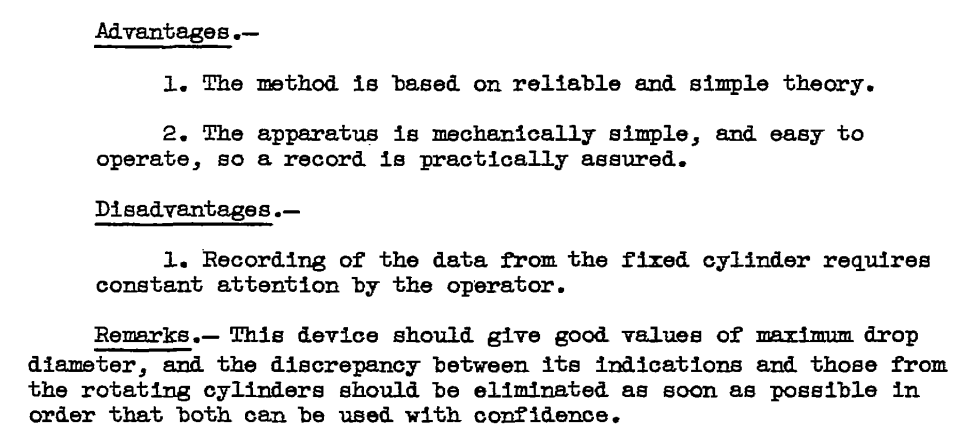 Advantages.—
1. The method is based on reliable and simple theory.
2. The apparatus is mechanically simple, and easy to
operate, so a record is practically assured.
Disadvantages.—
1. Recording of the data from the fixed cylinder requires
constant attention by the operator.
Remarks.— This device should give good values of maximum drop
diameter, and the discrepancy between its indications and those from
the rotating cylinders should be eliminated as soon as possible in
order that both can be used with confidence.